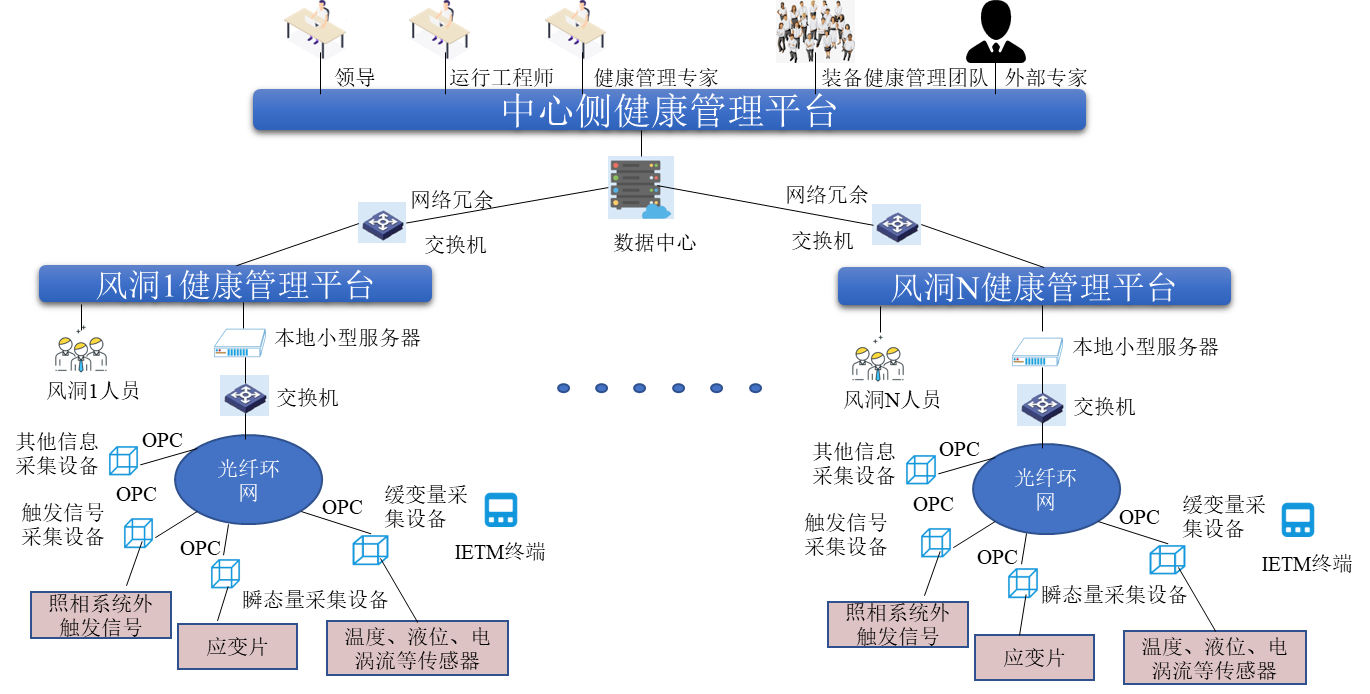 领导
运行工程师
健康管理专家
装备健康管理团队
外部专家
中心侧健康管理平台
网络冗余
网络冗余
交换机
数据中心
交换机
风洞1健康管理平台
风洞N健康管理平台
本地小型服务器
风洞1人员
交换机
本地小型服务器
风洞N人员
交换机
其他信息
采集设备
OPC
光纤环
网
OPC
触发信号
采集设备
OPC
OPC
缓变量采
集设备
IETM终端
瞬态量采集设备
照相系统外
触发信号
应变片
温度、液位、电
涡流等传感器
其他信息
采集设备
OPC
光纤环
网
OPC
触发信号
采集设备
OPC
OPC
缓变量采
集设备
IETM终端
瞬态量采集设备
照相系统外
触发信号
应变片
温度、液位、电
涡流等传感器